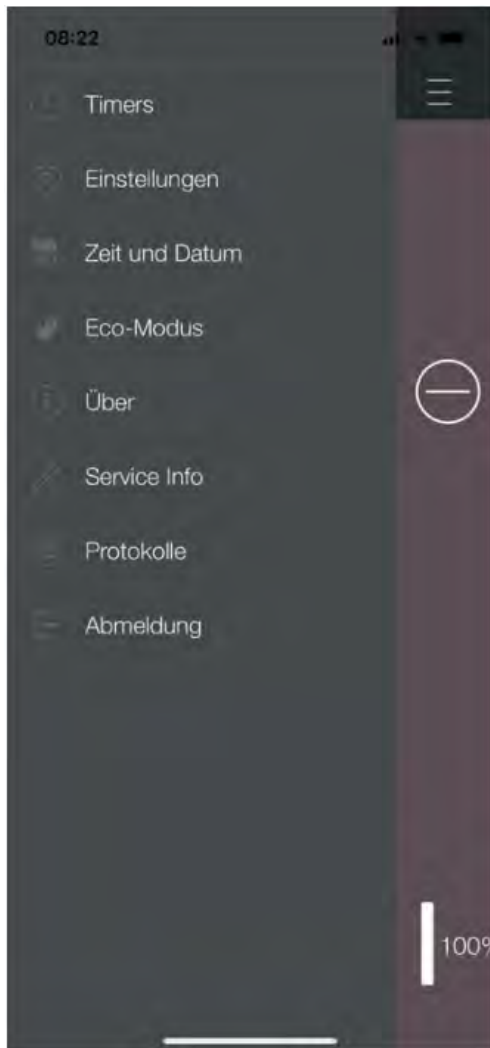 08:22
Timers
Einstellungen
Zeit und Datum
Eco-Modus
Über
Service Info
Protokolle
Abmeldung
100%